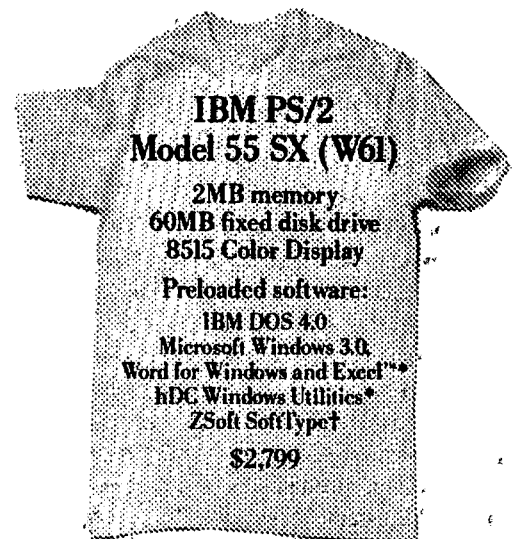 IBM PS/2
Model 55 SX (W61)
2MB memory
60MB fixed disk drive
8515 Color Display
Preloaded software:
IBM DOS 4.0
Microsoft Windows 3.0,
Word for Windows and Excel™*
hDC Windows Utilities*
ZSoft SoftType†
$2,799